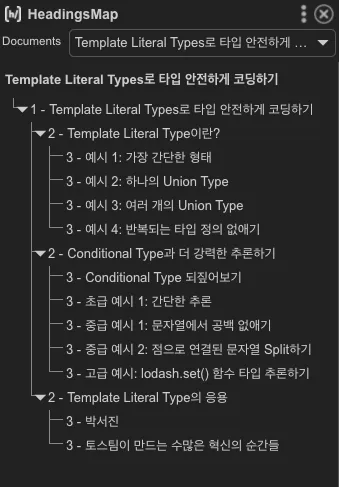 HeadingsMap
Documents Template Literal Types로 타입 안전하게 ...
Template Literal Types로 타입 안전하게 코딩하기
1 - Template Literal Types로 타입 안전하게 코딩하기
2 - Template Literal Type이란?
3 - 예시 1: 가장 간단한 형태
3 - 예시 2: 하나의 Union Type
3 - 예시 3: 여러 개의 Union Type
3 - 예시 4: 반복되는 타입 정의 없애기
2 - Conditional Type과 더 강력한 추론하기
3 - Conditional Type 되짚어보기
3 - 초급 예시 1: 간단한 추론
3 - 중급 예시 1: 문자열에서 공백 없애기
3 - 중급 예시 2: 점으로 연결된 문자열 Split하기
3 - 고급 예시: lodash.set() 함수 타입 추론하기
2 - Template Literal Type의 응용
3 - 박서진
3 - 토스팀이 만드는 수많은 혁신의 순간들